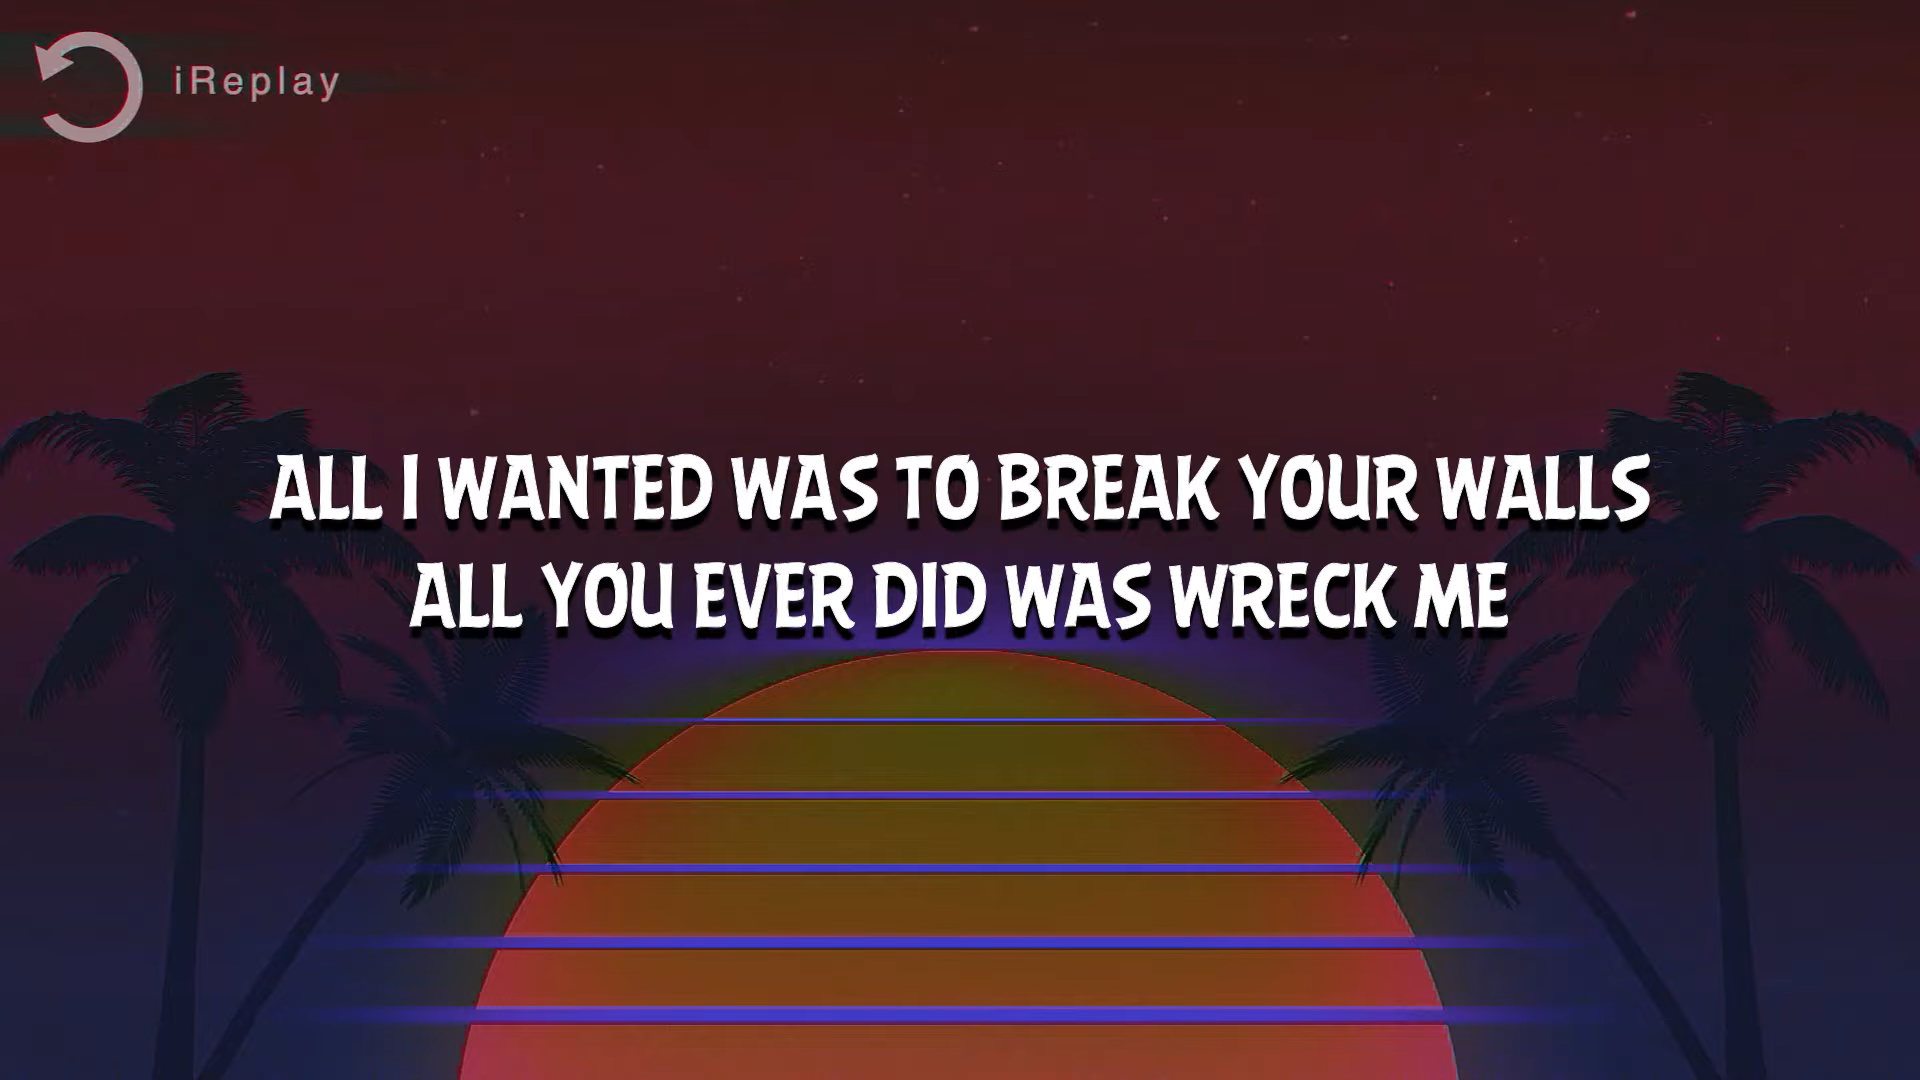 iReplay
ALL I WANTED WAS TO BREAK YOUR WALLS
ALL YOU EVER DID WAS WRECK ME